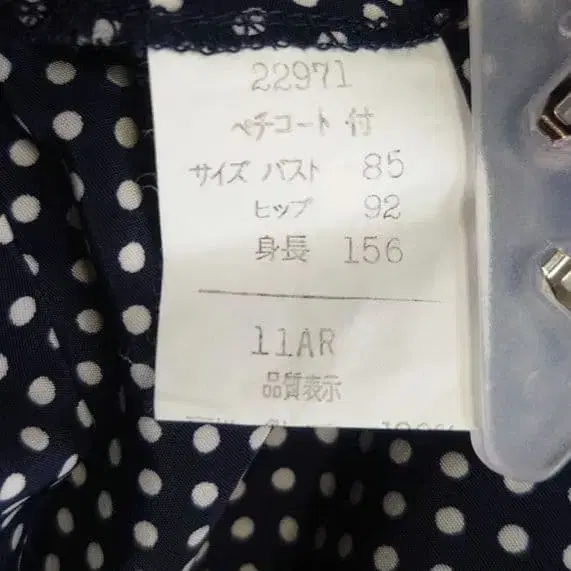 22971
ペチコート 付
サイズ バスト 85
ヒップ 92
身長 156
11AR
品質表示